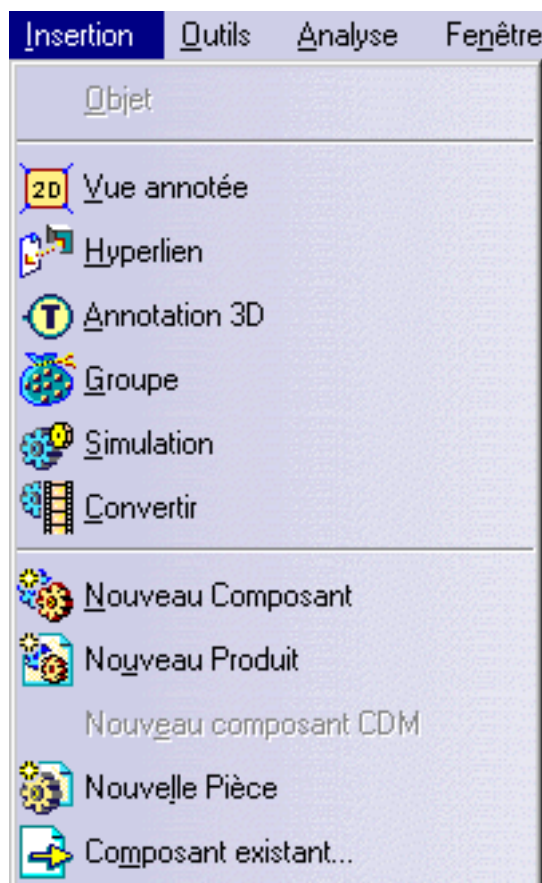 Insertion Outils Analyse Fenêtre
Objet
2D Vue annotée
Hyperlien
T Annotation 3D
Groupe
Simulation
Convertir
Nouveau Composant
Nouveau Produit
Nouveau composant CDM
Nouvelle Pièce
Composant existant...